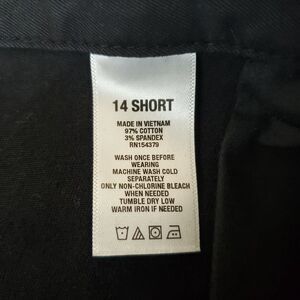 14 SHORT
MADE IN VIETNAM
97% COTTON
3% SPANDEX
RN154379
WASH ONCE BEFORE
WEARING
MACHINE WASH COLD
SEPARATELY
ONLY NON-CHLORINE BLEACH
WHEN NEEDED
TUMBLE DRY LOW
WARM IRON IF NEEDED